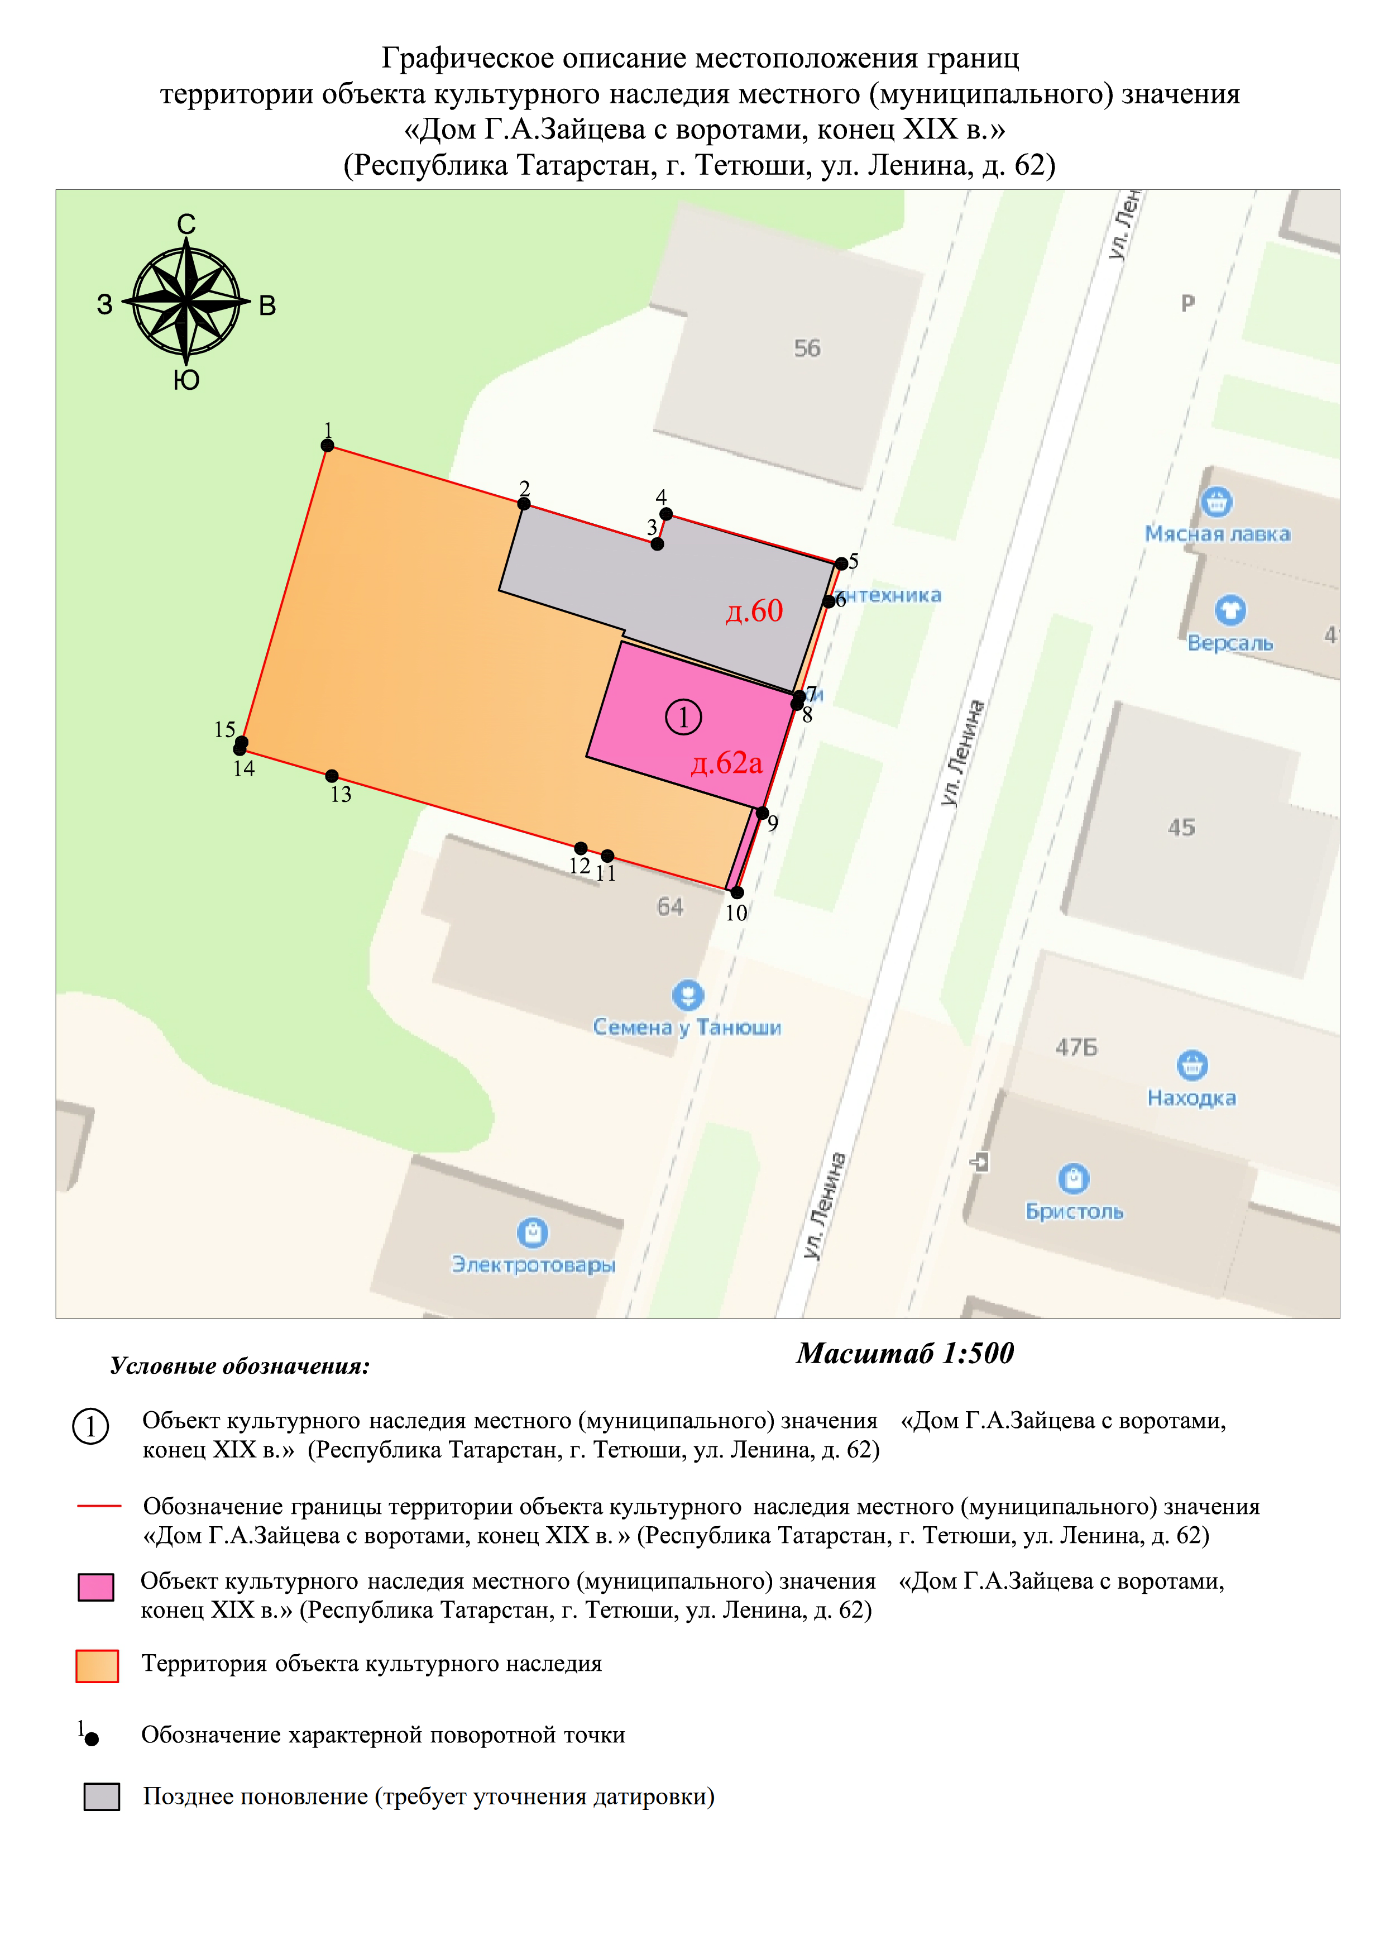 Графическое описание местоположения границ
территории объекта культурного наследия местного (муниципального) значения
«Дом Г.А.Зайцева с воротами, конец XIX в.»
(Республика Татарстан, г. Тетюши, ул. Ленина, д. 62)
С
З
В
Ю
ул. Лен
Р
56
1
2
4
3
5
6
нтехника
д.60
Мясная лавка
Версаль
4
7
ки
8
1
д.62а
15
14
13
12
11
9
10
64
ул. Ленина
45
Семена у Танюши
47Б
Находка
Бристоль
ул. Ленина
Электротовары
Масштаб 1:500
Условные обозначения:
1
Объект культурного наследия местного (муниципального) значения «Дом Г.А.Зайцева с воротами,
конец XIX в.» (Республика Татарстан, г. Тетюши, ул. Ленина, д. 62)
Обозначение границы территории объекта культурного наследия местного (муниципального) значения
«Дом Г.А.Зайцева с воротами, конец XIX в. » (Республика Татарстан, г. Тетюши, ул. Ленина, д. 62)
Объект культурного наследия местного (муниципального) значения «Дом Г.А.Зайцева с воротами,
конец XIX в.» (Республика Татарстан, г. Тетюши, ул. Ленина, д. 62)
Территория объекта культурного наследия
1
Обозначение характерной поворотной точки
Позднее поновление (требует уточнения датировки)